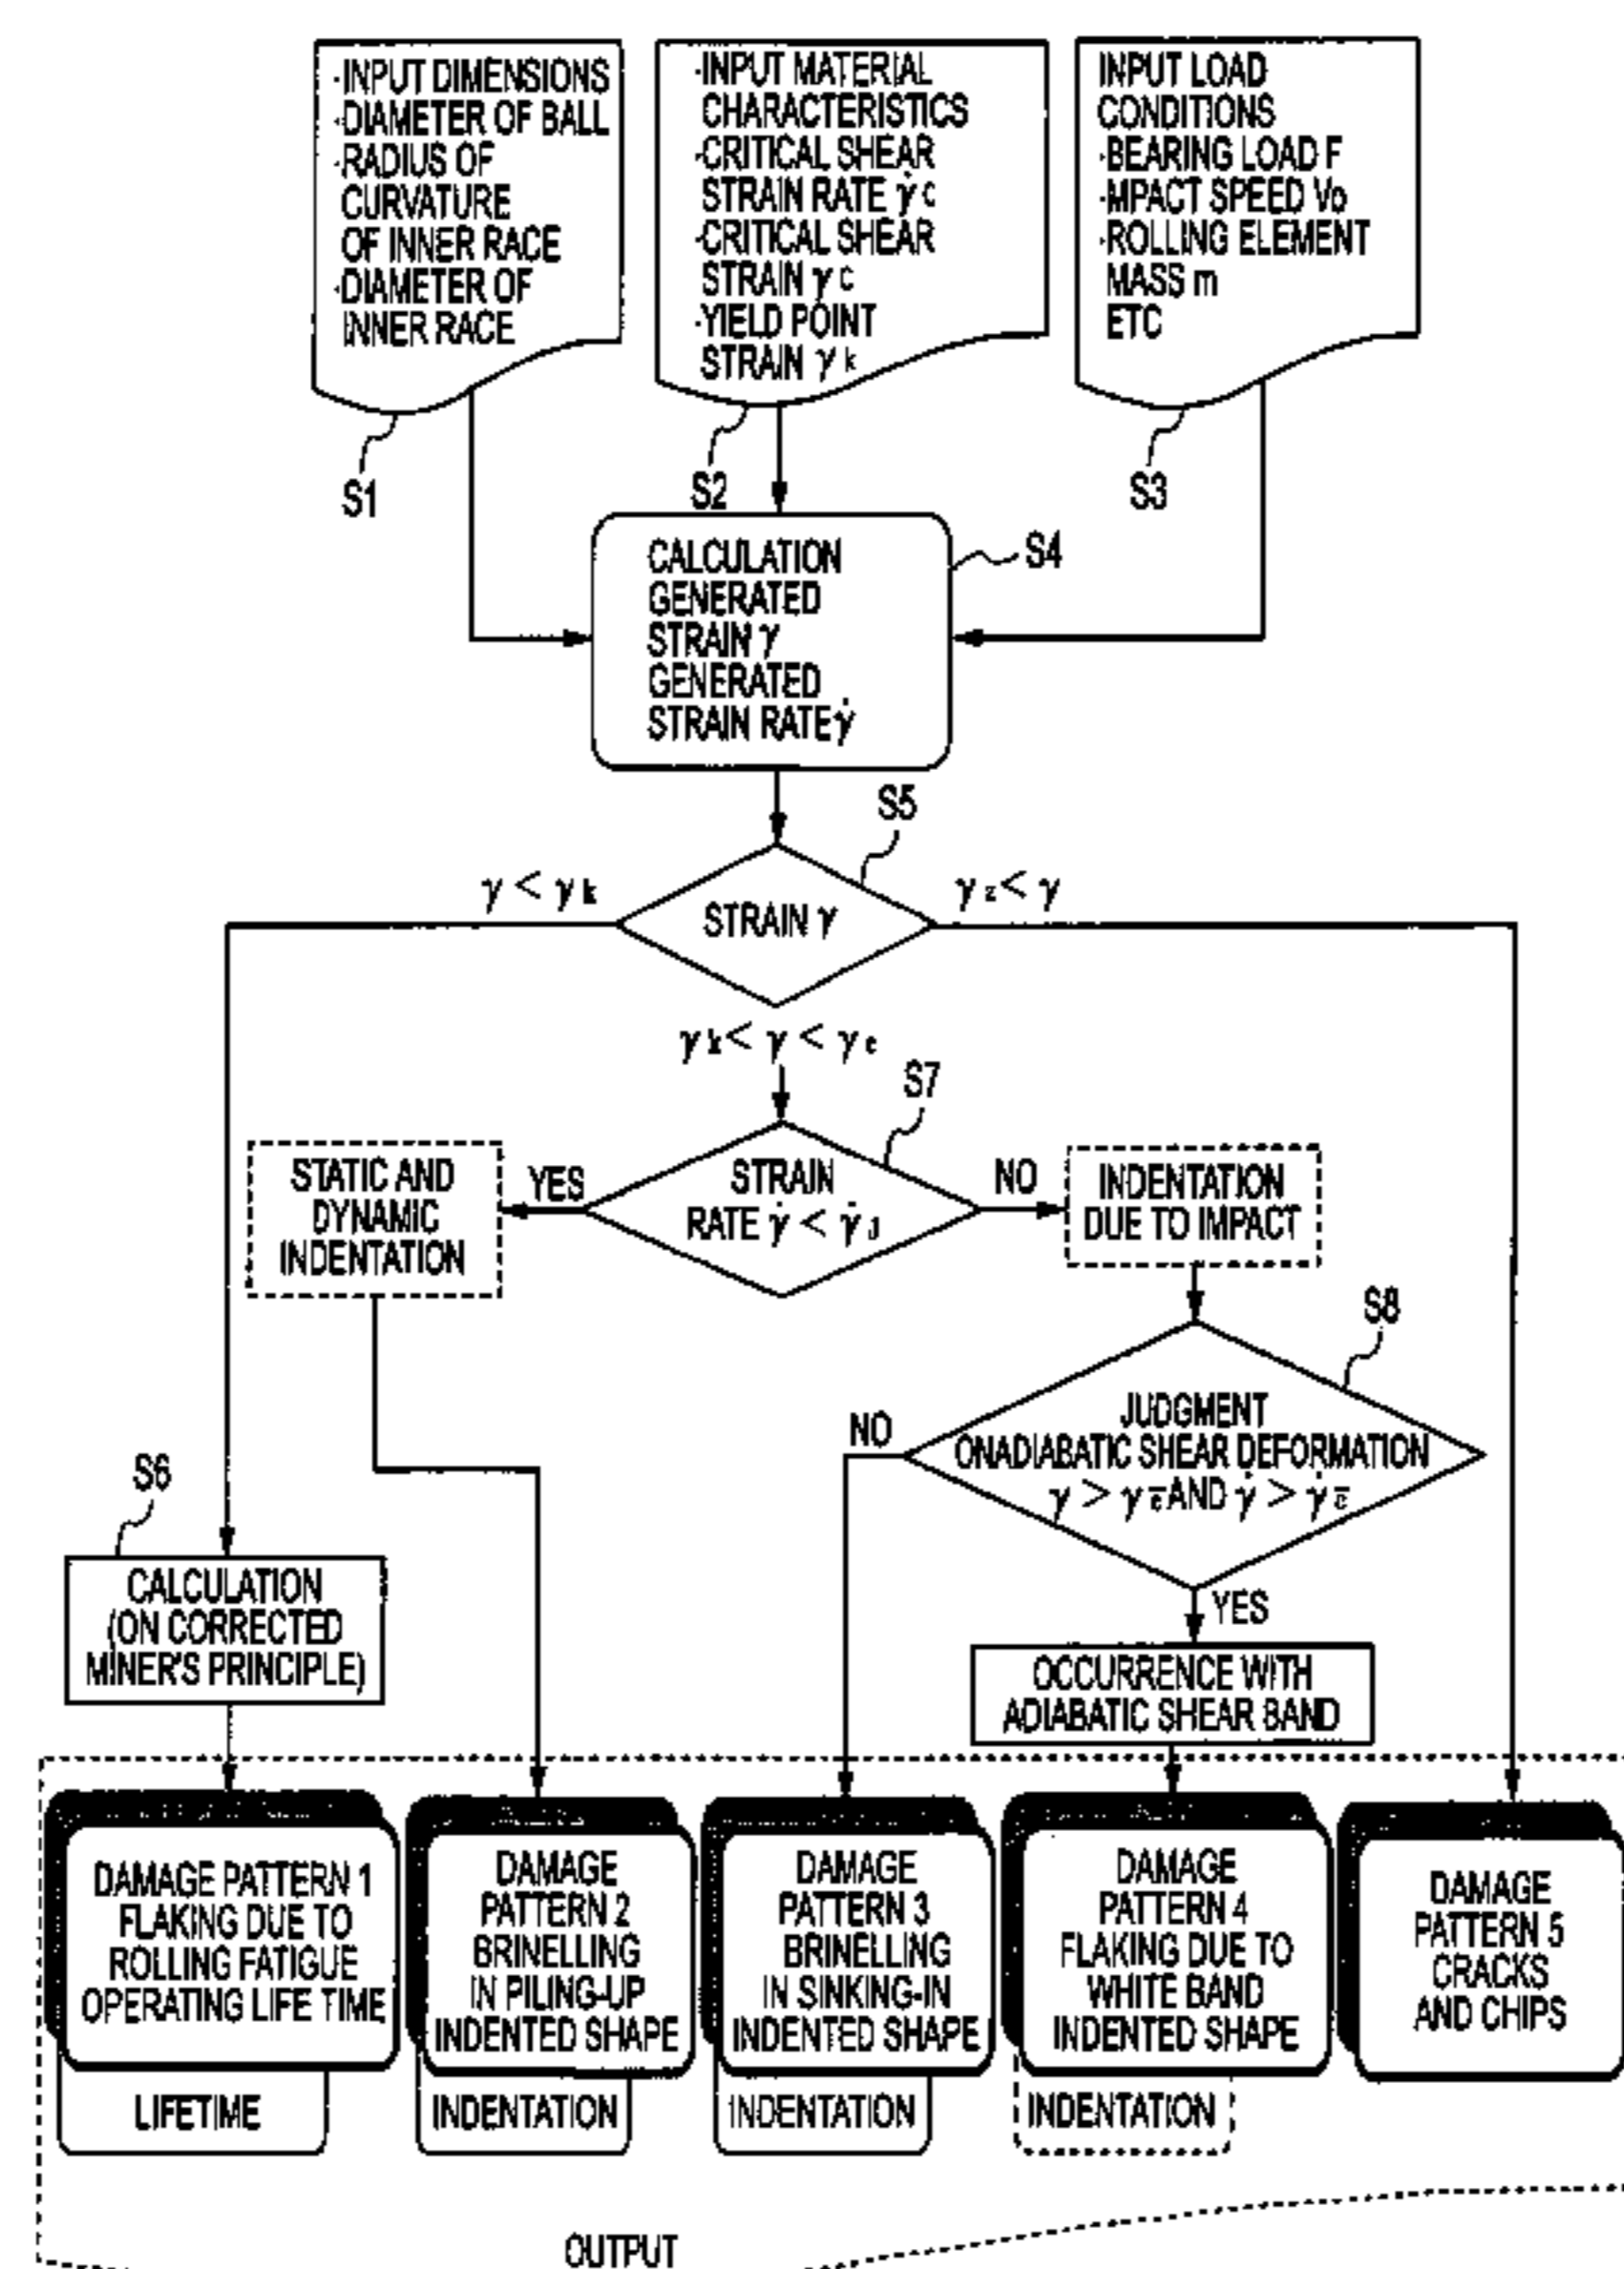 ·INPUT DIMENSIONS
·DIAMETER OF BALL
·RADIUS OF
CURVATURE
OF INNER RACE
·DIAMETER OF
INNER RACE
·INPUT MATERIAL
CHARACTERISTICS
·CRITICAL SHEAR
STRAIN RATE γ̇ c
·CRITICAL SHEAR
STRAIN γ c
·YIELD POINT
STRAIN γ k
INPUT LOAD
CONDITIONS
·BEARING LOAD F
·MPACT SPEED Vo
·ROLLING ELEMENT
MASS m
ETC
S1
S2
S3
CALCULATION
GENERATED
STRAIN γ
GENERATED
STRAIN RATE γ̇
S4
S5
γ < γ k
STRAIN γ
γ z < γ
γ k < γ < γ c
S7
STATIC AND
DYNAMIC
INDENTATION
YES
STRAIN
RATE γ̇ < γ̇ d
NO
INDENTATION
DUE TO IMPACT
S8
NO
JUDGMENT
ONADIABATIC SHEAR DEFORMATION
γ > γ c̅ AND γ̇ > γ̇ c̅
YES
S6
CALCULATION
(ON CORRECTED
MINER'S PRINCIPLE)
OCCURRENCE WITH
ADIABATIC SHEAR BAND
DAMAGE PATTERN 1
FLAKING DUE TO
ROLLING FATIGUE
OPERATING LIFE TIME
LIFETIME
DAMAGE
PATTERN 2
BRINELLING
IN PILING-UP
INDENTED SHAPE
INDENTATION
DAMAGE
PATTERN 3
BRINELLING
IN SINKING-IN
INDENTED SHAPE
INDENTATION
DAMAGE
PATTERN 4
FLAKING DUE TO
WHITE BAND
INDENTED SHAPE
INDENTATION
DAMAGE
PATTERN 5
CRACKS
AND CHIPS
OUTPUT